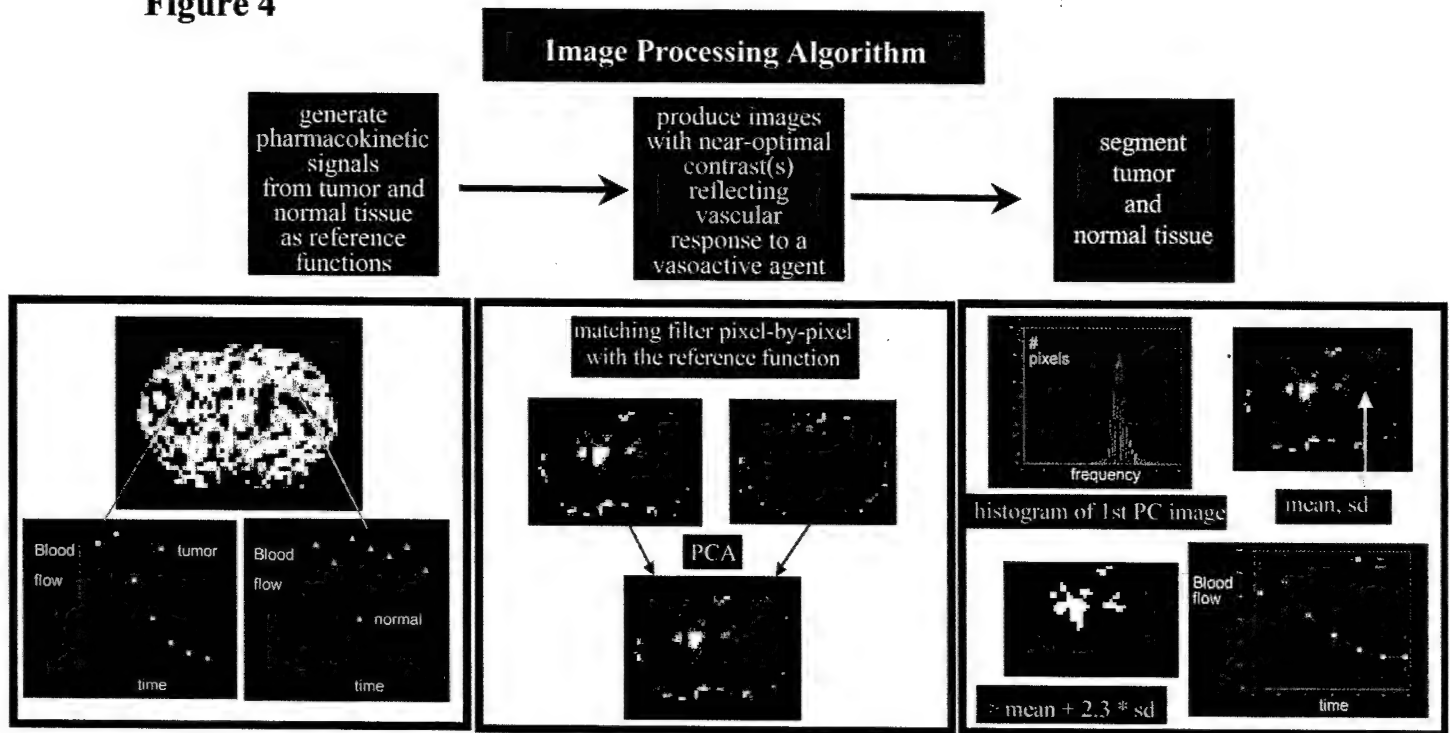 Figure 4
Image Processing Algorithm
generate
pharmacokinetic
signals
from tumor and
normal tissue
as reference
functions
produce images
with near-optimal
contrast(s)
reflecting
vascular
response to a
vasoactive agent
segment
tumor
and
normal tissue
Blood
flow
tumor
time
Blood
flow
normal
time
matching filter pixel-by-pixel
with the reference function
PCA
#
pixels
frequency
histogram of 1st PC image
mean, sd
> mean + 2.3 * sd
Blood
flow
time